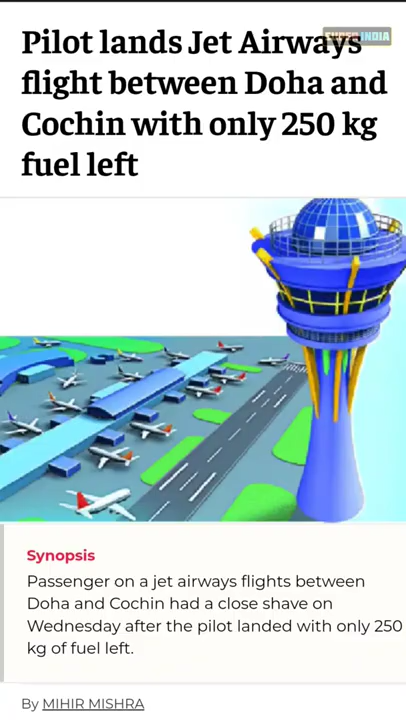 Pilot lands Jet Airways
flight between Doha and
Cochin with only 250 kg
fuel left
SUPER INDIA
Synopsis
Passenger on a jet airways flights between
Doha and Cochin had a close shave on
Wednesday after the pilot landed with only 250
kg of fuel left.
By MIHIR MISHRA